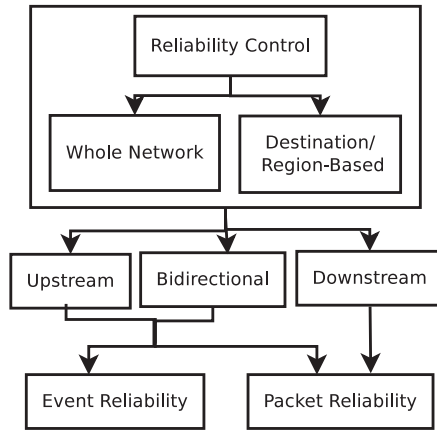 Reliability Control
Whole Network
Destination/
Region-Based
Upstream
Bidirectional
Downstream
Event Reliability
Packet Reliability